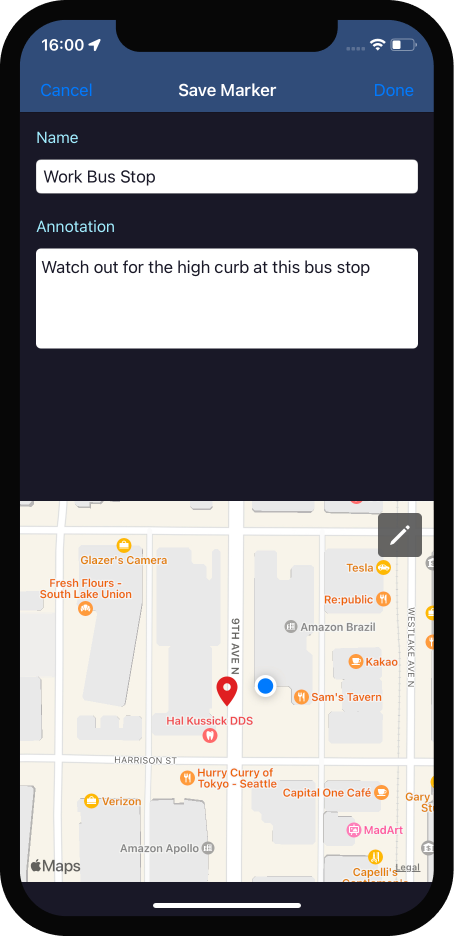 16:00
Cancel
Save Marker
Done
Name
Work Bus Stop
Annotation
Watch out for the high curb at this bus stop
Glazer's Camera
Tesla
Fresh Flours -
South Lake Union
Re:public
9TH AVE N
WESTLAKE AVE N
Amazon Brazil
Kakao
Sam's Tavern
Hal Kussick DDS
HARRISON ST
Hurry Curry of
Tokyo - Seattle
Capital One Café
Gary
St
Verizon
MadArt
Amazon Apollo
Maps
Legal
Capelli's